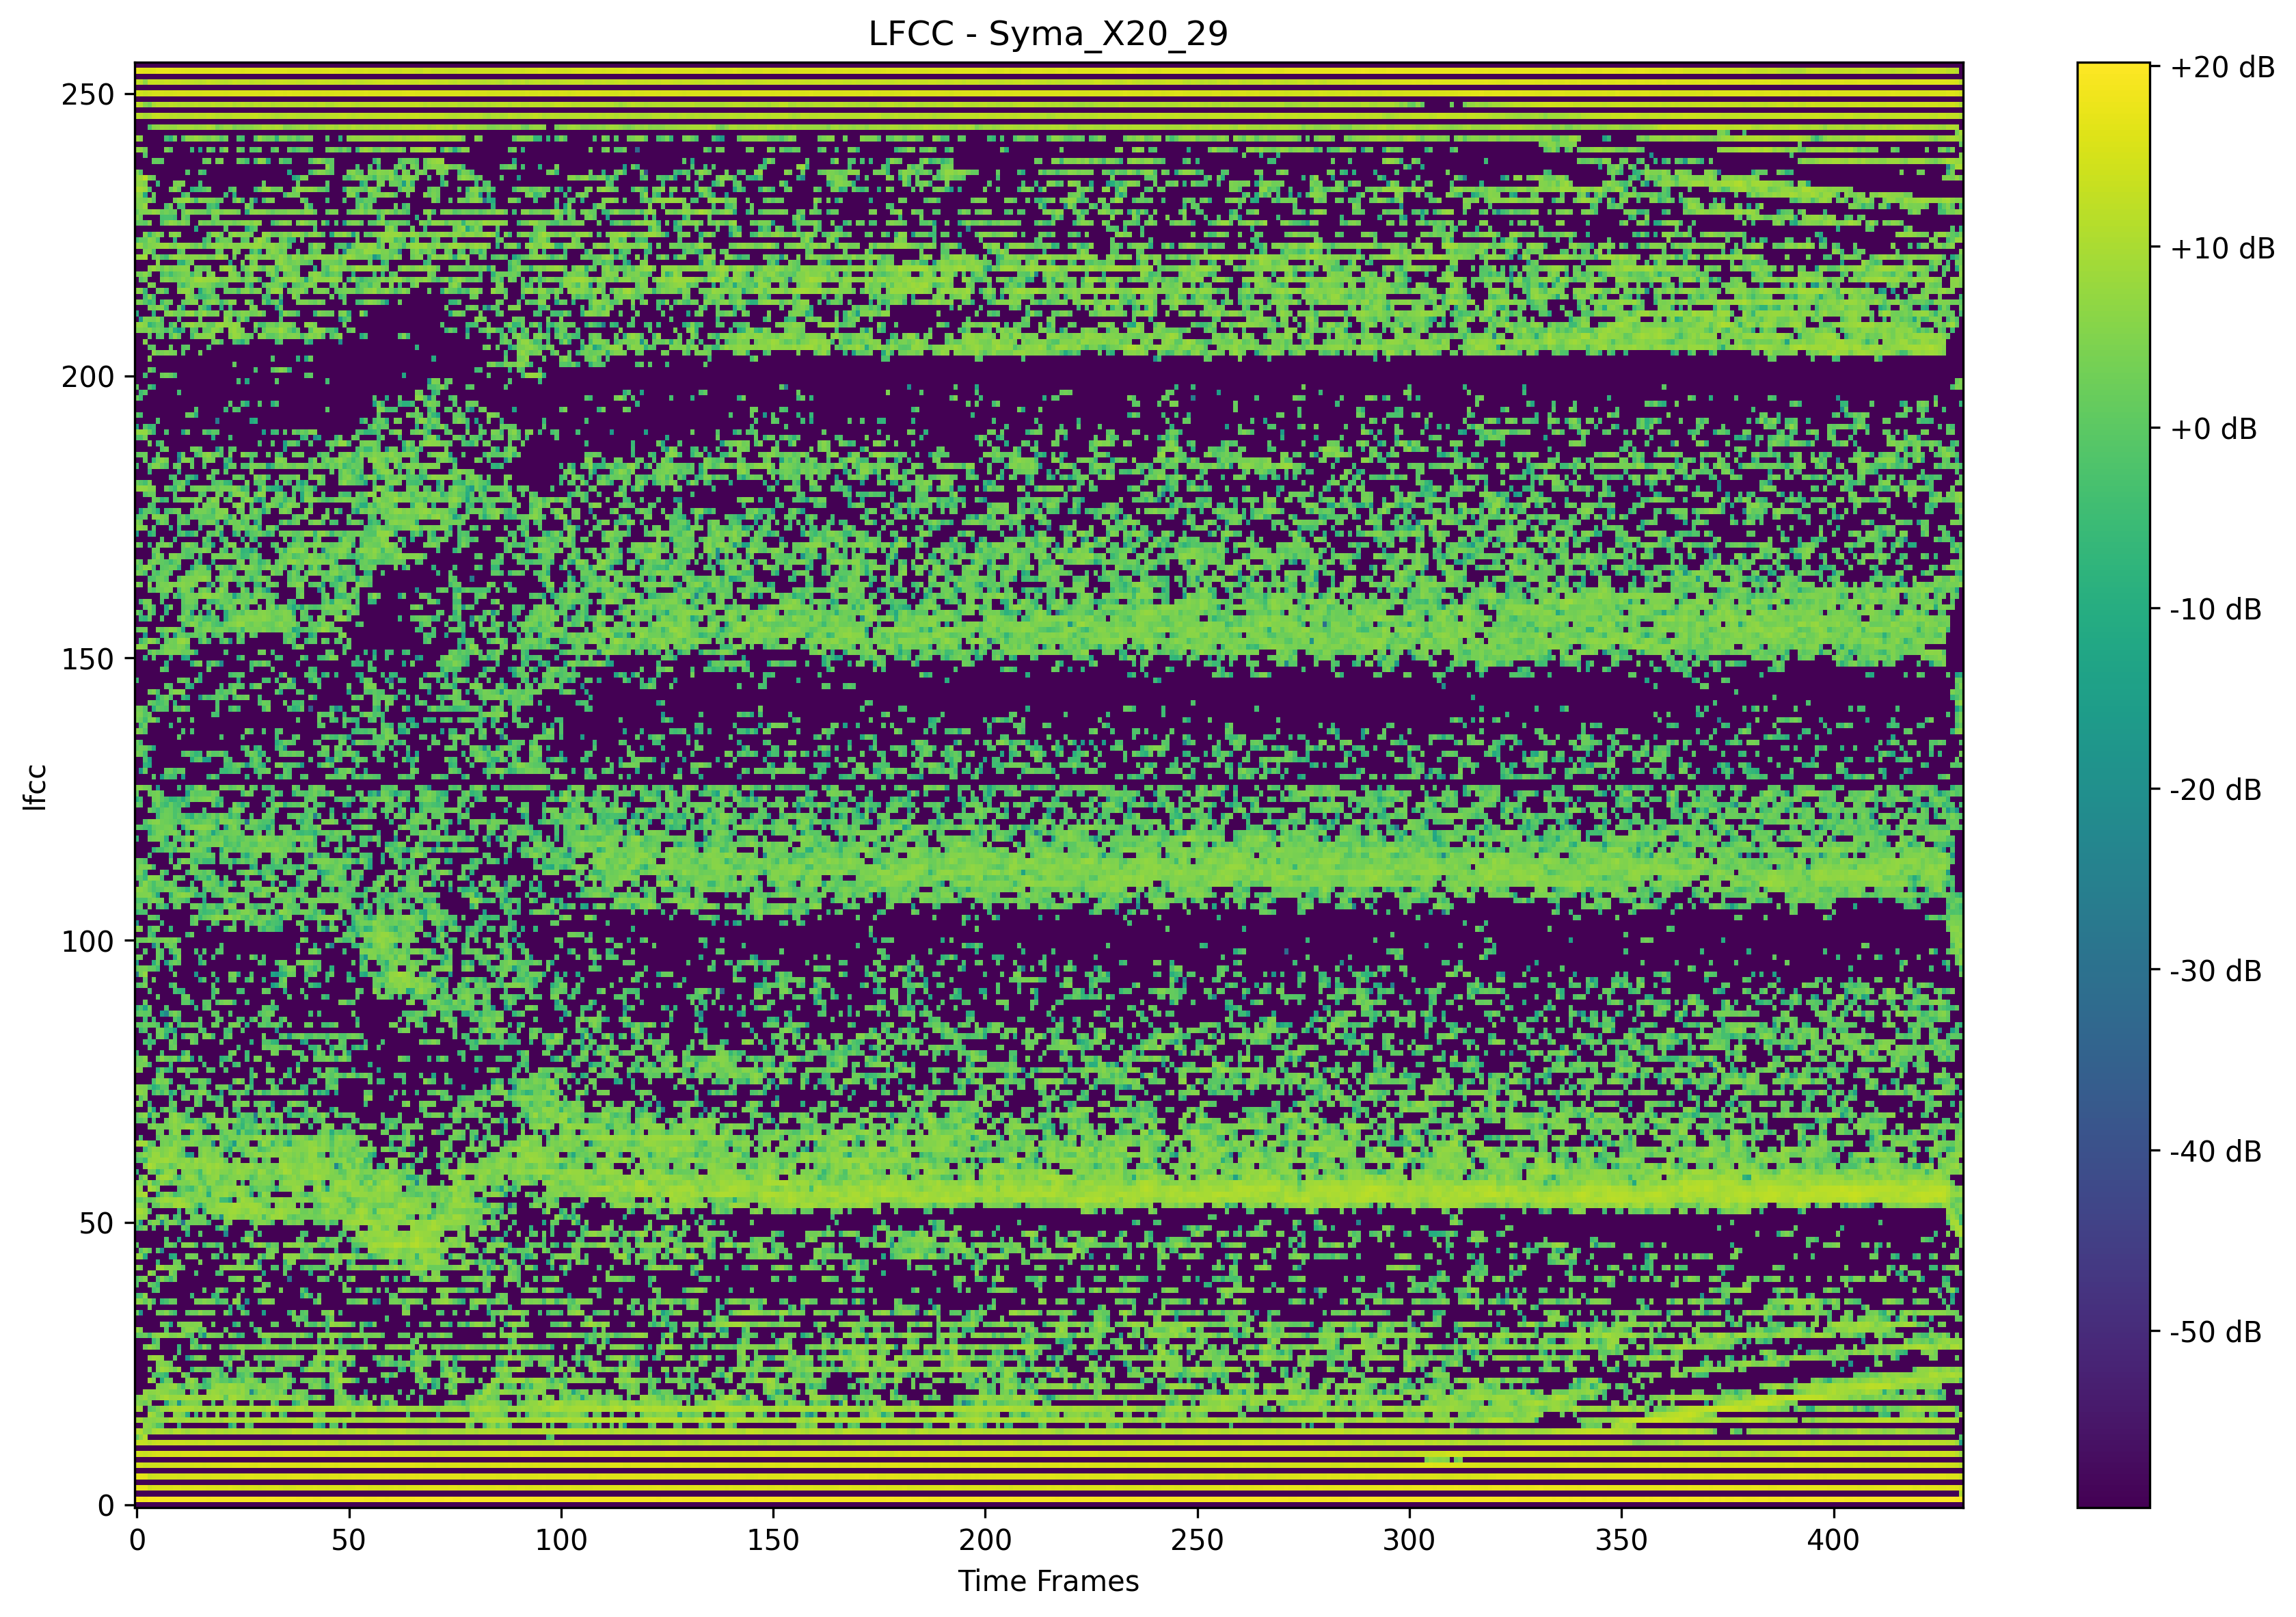 LFCC - Syma_X20_29
lfcc
250
200
150
100
50
0
0 50 100 150 200 250 300 350 400
Time Frames
+20 dB
+10 dB
+0 dB
-10 dB
-20 dB
-30 dB
-40 dB
-50 dB